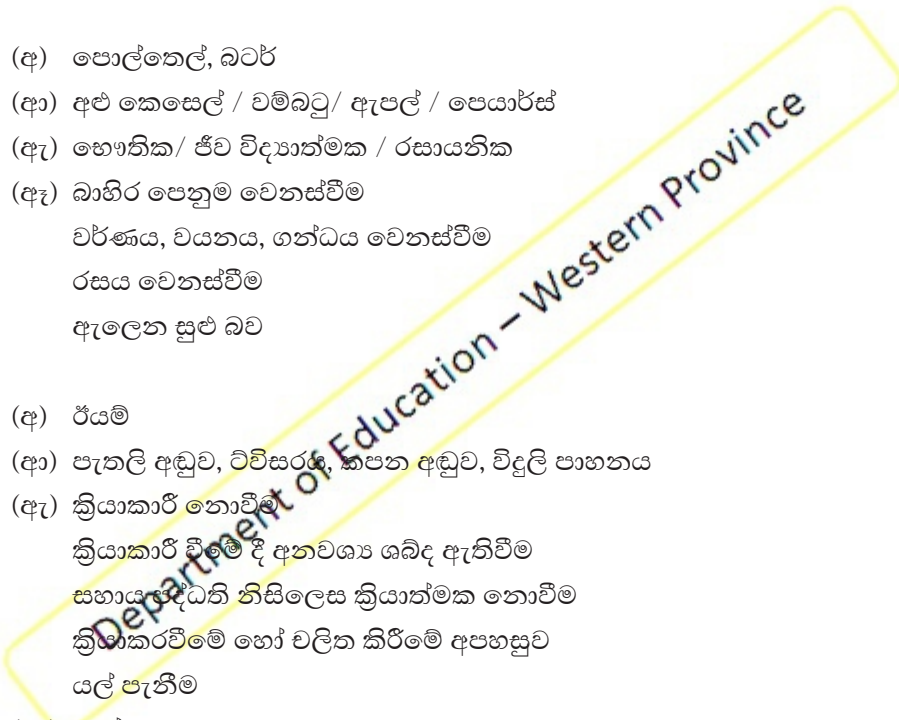 (අ) පොල්තෙල්, බටර්
(ආ) අළු කෙසෙල් / වම්බටු/ ඇපල් / පෙයාර්ස්
(ඇ) භෞතික/ ජීව විද්‍යාත්මක / රසායනික
(ඈ) බාහිර පෙනුම වෙනස්වීම
වර්ණය, වයනය, ගන්ධය වෙනස්වීම
රසය වෙනස්වීම
ඇලෙන සුළු බව
(අ) ඊයම්
(ආ) පැතලි අඬුව, ට්විසරය, කපන අඬුව, විදුලි පාහනය
(ඇ) ක්‍රියාකාරී නොවීම
ක්‍රියාකාරී වීමේ දී අනවශ්‍ය ශබ්ද ඇතිවීම
සහාය පද්ධති නිසිලෙස ක්‍රියාත්මක නොවීම
ක්‍රියාකරවීමේ හෝ චලිත කිරීමේ අපහසුව
යල් පැනීම
Department of Education – Western Province